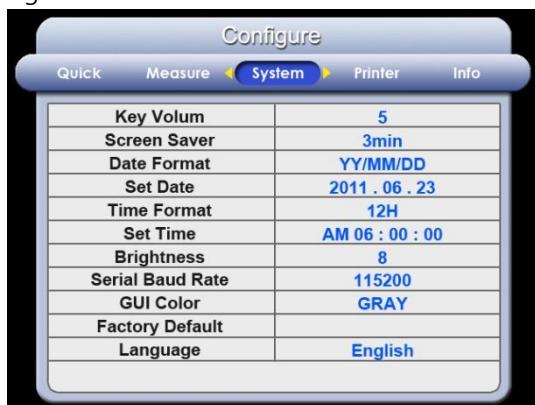 Configure
Quick Measure System Printer Info
Key Volum 5
Screen Saver 3min
Date Format YY/MM/DD
Set Date 2011 . 06 . 23
Time Format 12H
Set Time AM 06 : 00 : 00
Brightness 8
Serial Baud Rate 115200
GUI Color GRAY
Factory Default
Language English